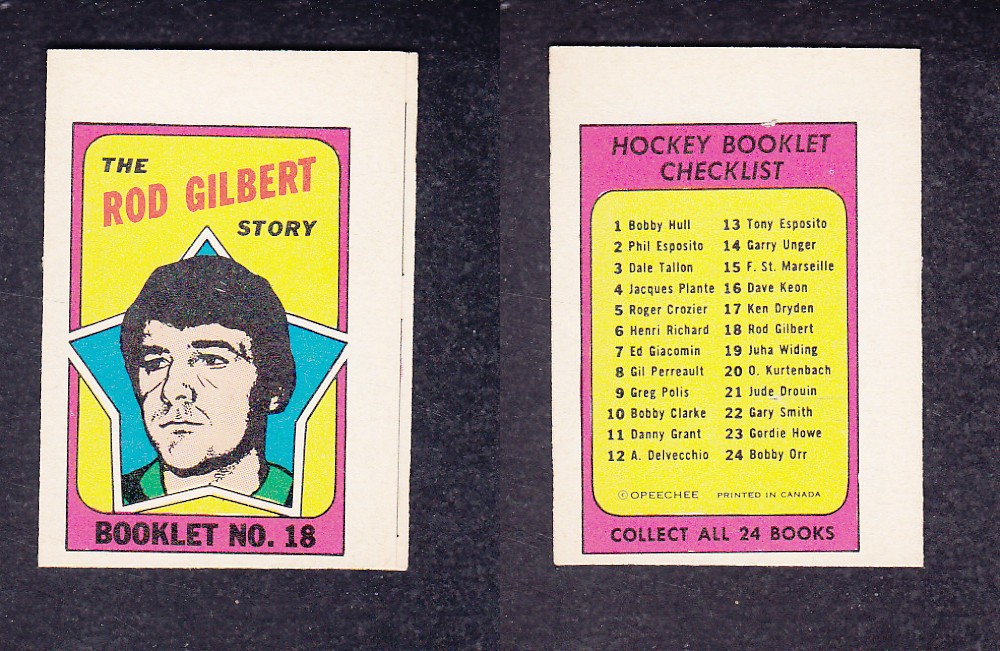 THE
ROD GILBERT
STORY
BOOKLET NO. 18
HOCKEY BOOKLET
CHECKLIST
1 Bobby Hull
2 Phil Esposito
3 Dale Tallon
4 Jacques Plante
5 Roger Crozier
6 Henri Richard
7 Ed Giacomin
8 Gil Perreault
9 Greg Polis
10 Bobby Clarke
11 Danny Grant
12 A. Delvecchio
13 Tony Esposito
14 Garry Unger
15 F. St. Marseille
16 Dave Keon
17 Ken Dryden
18 Rod Gilbert
19 Juha Widing
20 O. Kurtenbach
21 Jude Drouin
22 Gary Smith
23 Gordie Howe
24 Bobby Orr
© OPEECHEE PRINTED IN CANADA
COLLECT ALL 24 BOOKS